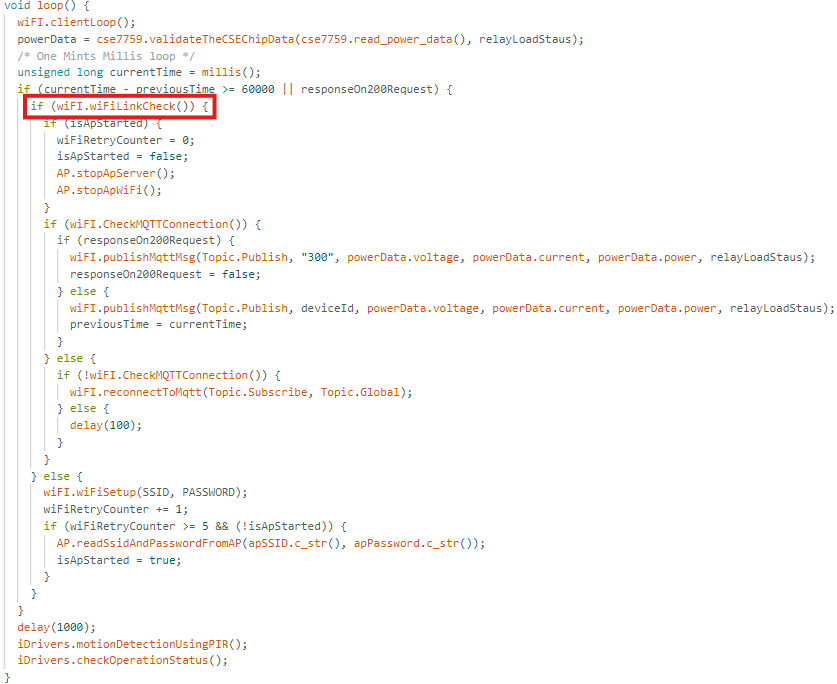 void loop() {
wiFI.clientLoop();
powerData = cse7759.validateTheCSEChipData(cse7759.read_power_data(), relayLoadStaus);
/* One Mints Millis loop */
unsigned long currentTime = millis();
if (currentTime - previousTime >= 60000 || responseOn200Request) {
if (wiFI.wiFiLinkCheck()) {
if (isApStarted) {
wiFiRetryCounter = 0;
isApStarted = false;
AP.stopApServer();
AP.stopApWiFi();
}
if (wiFI.CheckMQTTConnection()) {
if (responseOn200Request) {
wiFI.publishMqttMsg(Topic.Publish, "300", powerData.voltage, powerData.current, powerData.power, relayLoadStaus);
responseOn200Request = false;
} else {
wiFI.publishMqttMsg(Topic.Publish, deviceId, powerData.voltage, powerData.current, powerData.power, relayLoadStaus);
previousTime = currentTime;
}
} else {
if (!wiFI.CheckMQTTConnection()) {
wiFI.reconnectToMqtt(Topic.Subscribe, Topic.Global);
} else {
delay(100);
}
}
} else {
wiFI.wiFiSetup(SSID, PASSWORD);
wiFiRetryCounter += 1;
if (wiFiRetryCounter >= 5 && (!isApStarted)) {
AP.readSsidAndPasswordFromAP(apSSID.c_str(), apPassword.c_str());
isApStarted = true;
}
}
}
delay(1000);
iDrivers.motionDetectionUsingPIR();
iDrivers.checkOperationStatus();
}